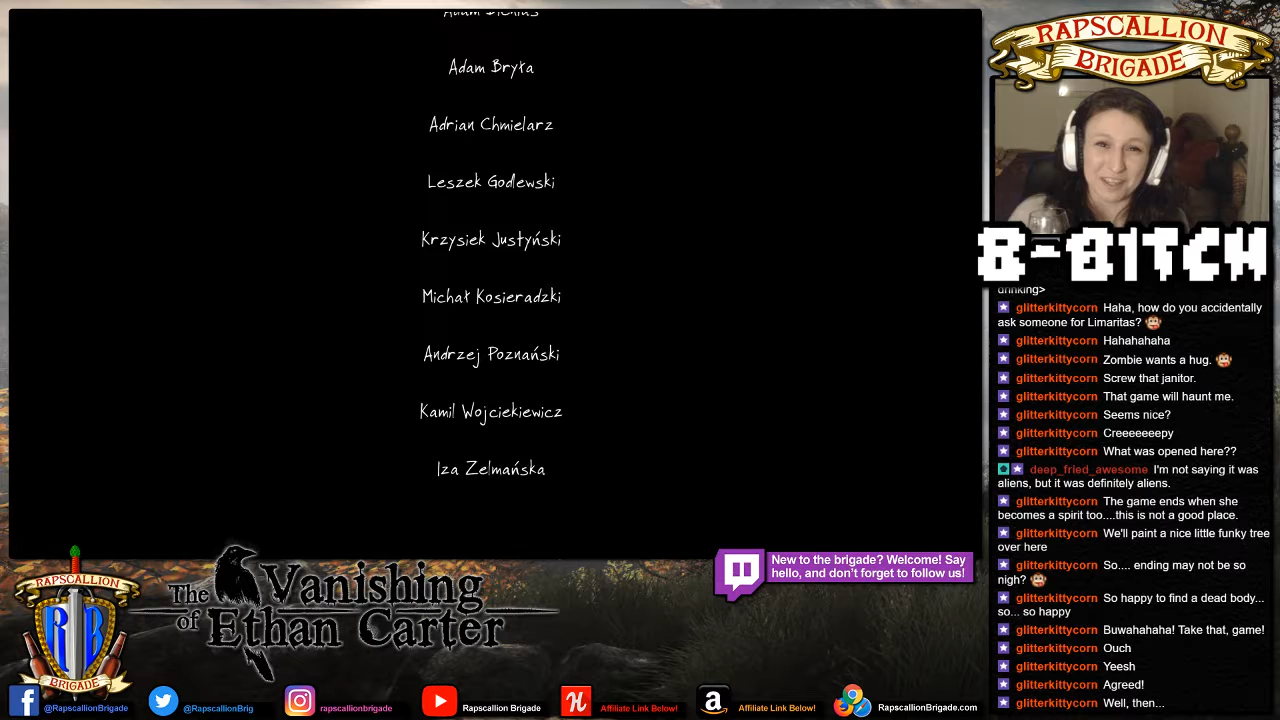 Adam Bryła
Adrian Chmielarz
Leszek Godlewski
Krzysiek Justyński
Michał Kosieradzki
Andrzej Poznański
Kamil Wojciekiewicz
Iza Zelmańska
The Vanishing
of Ethan Carter
New to the brigade? Welcome! Say
hello, and don't forget to follow us!
RAPSCALLION
RB
BRIGADE
@RapscallionBrigade
@RapscallionBrig
rapscallionbrigade
Rapscallion Brigade
Affiliate Link Below!
Affiliate Link Below!
RapscallionBrigade.com
RAPSCALLION
BRIGADE
8-B1TCH
drinking>
glitterkittycorn Haha, how do you accidentally
ask someone for Limaritas?
glitterkittycorn Hahahahaha
glitterkittycorn Zombie wants a hug.
glitterkittycorn Screw that janitor.
glitterkittycorn That game will haunt me.
glitterkittycorn Seems nice?
glitterkittycorn Creeeeeeepy
glitterkittycorn What was opened here??
deep_fried_awesome I'm not saying it was
aliens, but it was definitely aliens.
glitterkittycorn The game ends when she
becomes a spirit too....this is not a good place.
glitterkittycorn We'll paint a nice little funky tree
over here
glitterkittycorn So.... ending may not be so
nigh?
glitterkittycorn So happy to find a dead body...
so... so happy
glitterkittycorn Buwahahaha! Take that, game!
glitterkittycorn Ouch
glitterkittycorn Yeesh
glitterkittycorn Agreed!
glitterkittycorn Well, then...